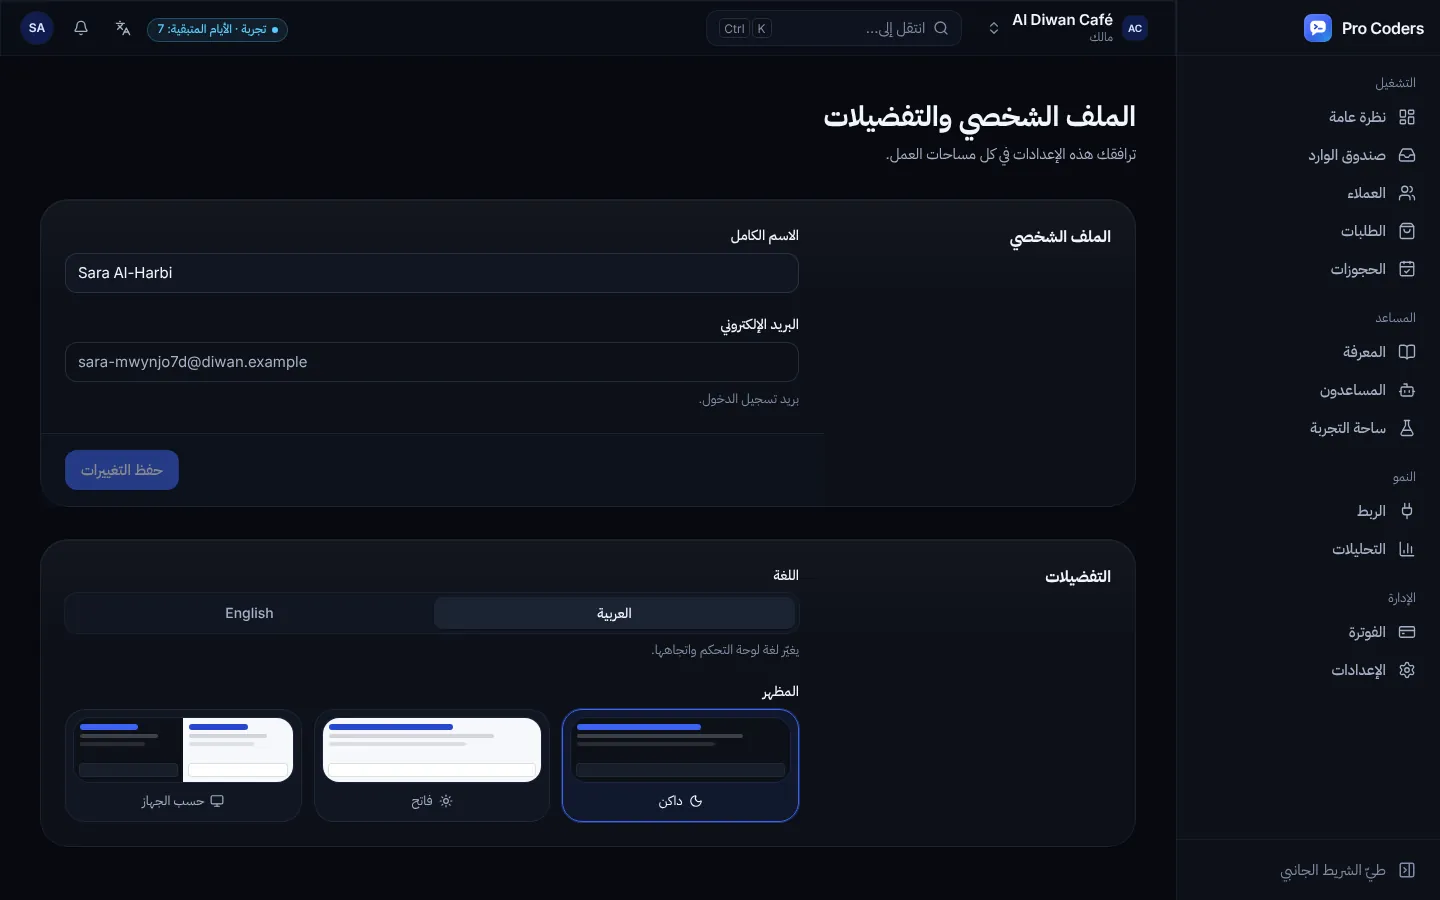 Pro Coders
التشغيل
نظرة عامة
صندوق الوارد
العملاء
الطلبات
الحجوزات
المساعد
المعرفة
المساعدون
ساحة التجربة
النمو
الربط
التحليلات
الإدارة
الفوترة
الإعدادات
طيّ الشريط الجانبي
AC
Al Diwan Café
مالك
انتقل إلى...
Ctrl K
تجربة · الأيام المتبقية: 7
SA
الملف الشخصي والتفضيلات
ترافقك هذه الإعدادات في كل مساحات العمل.
الملف الشخصي
الاسم الكامل
Sara Al-Harbi
البريد الإلكتروني
sara-mwynjo7d@diwan.example
بريد تسجيل الدخول.
حفظ التغييرات
التفضيلات
اللغة
العربية
English
يغيّر لغة لوحة التحكم واتجاهها.
المظهر
داكن
فاتح
حسب الجهاز